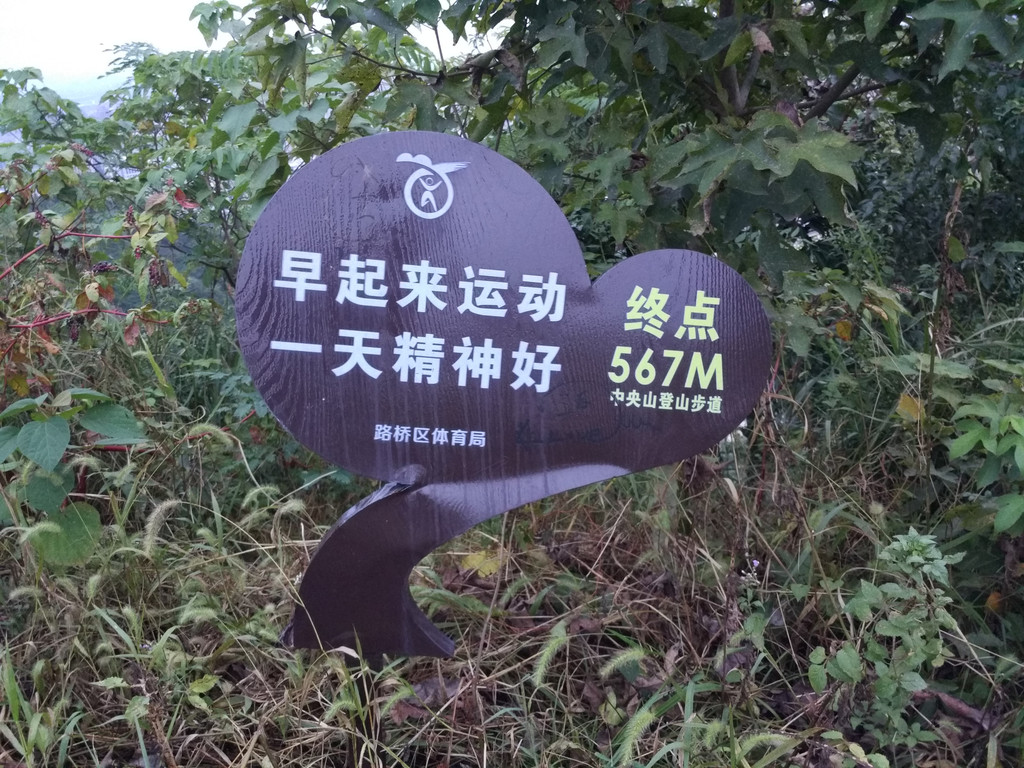 早起来运动
一天精神好
路桥区体育局
终点
567M
中央山登山步道